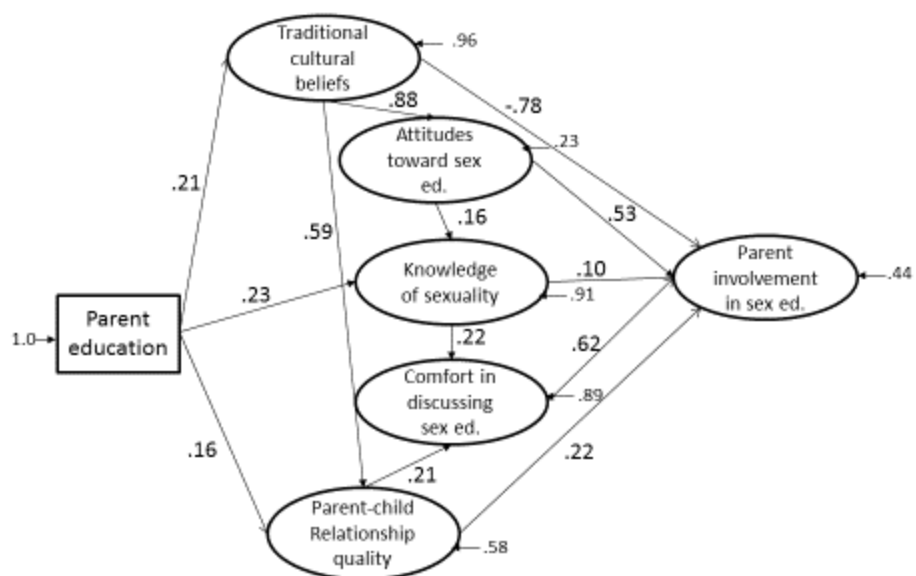 Traditional
cultural
beliefs
.96
.88
-.78
Attitudes
toward sex
ed.
.23
.21
.16
.53
.59
Parent
involvement
in sex ed.
.44
Knowledge
of sexuality
.10
.91
.23
Parent
education
1.0
.22
.62
Comfort in
discussing
sex ed.
.89
.16
.21
.22
Parent-child
Relationship
quality
.58